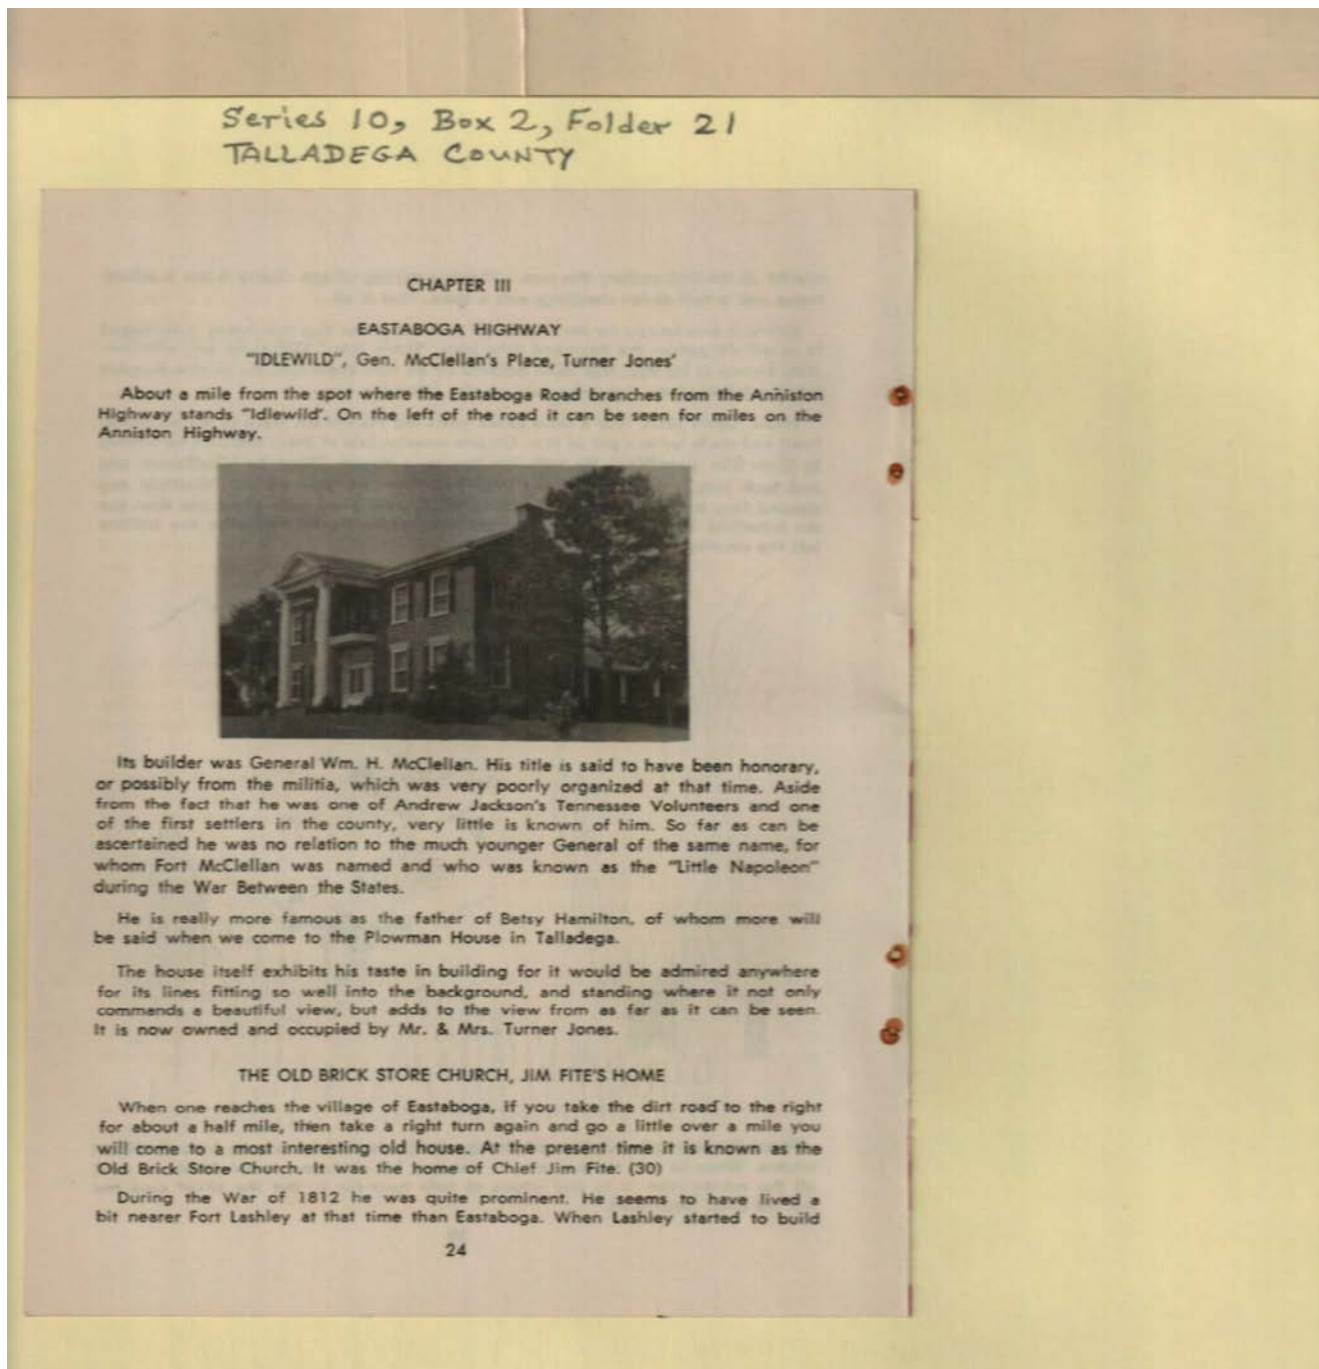 Series 10, Box 2, Folder 21
TALLADEGA COUNTY
CHAPTER III
EASTABOGA HIGHWAY
"IDLEWILD", Gen. McClellan's Place, Turner Jones'
About a mile from the spot where the Eastaboga Road branches from the Anniston
Highway stands "Idlewild'. On the left of the road it can be seen for miles on the
Anniston Highway.
Its builder was General Wm. H. McClellan. His title is said to have been honorary,
or possibly from the militia, which was very poorly organized at that time. Aside
from the fact that he was one of Andrew Jackson's Tennessee Volunteers and one
of the first settlers in the county, very little is known of him. So far as can be
ascertained he was no relation to the much younger General of the same name, for
whom Fort McClellan was named and who was known as the "Little Napoleon"
during the War Between the States.
He is really more famous as the father of Betsy Hamilton, of whom more will
be said when we come to the Plowman House in Talladega.
The house itself exhibits his taste in building for it would be admired anywhere
for its lines fitting so well into the background, and standing where it not only
commands a beautiful view, but adds to the view from as far as it can be seen.
It is now owned and occupied by Mr. & Mrs. Turner Jones.
THE OLD BRICK STORE CHURCH, JIM FITE'S HOME
When one reaches the village of Eastaboga, if you take the dirt road to the right
for about a half mile, then take a right turn again and go a little over a mile you
will come to a most interesting old house. At the present time it is known as the
Old Brick Store Church. It was the home of Chief Jim Fite. (30)
During the War of 1812 he was quite prominent. He seems to have lived a
bit nearer Fort Lashley at that time than Eastaboga. When Lashley started to build
24